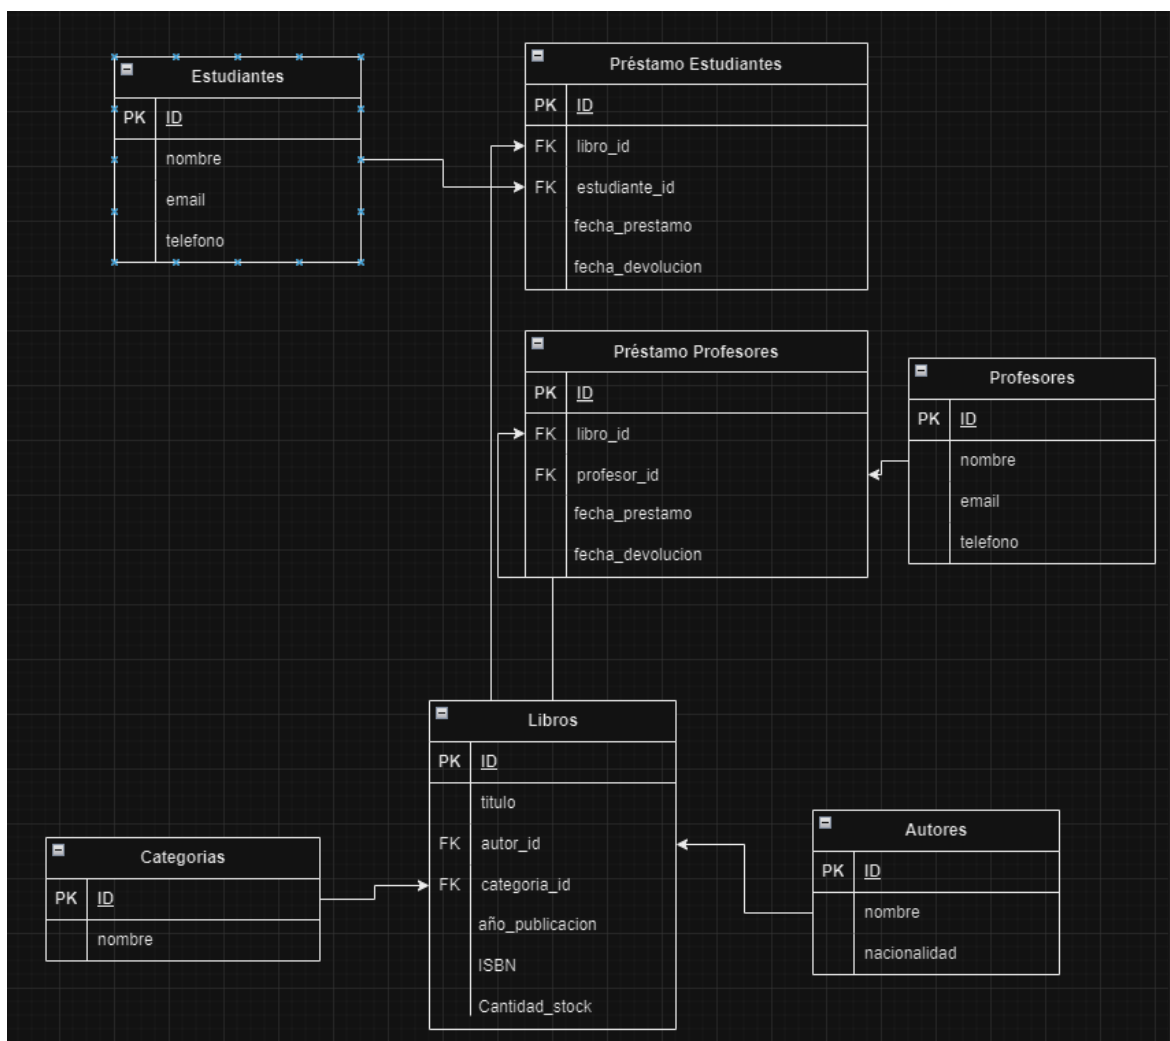 Estudiantes
PK ID
nombre
email
telefono
Préstamo Estudiantes
PK ID
FK libro_id
FK estudiante_id
fecha_prestamo
fecha_devolucion
Préstamo Profesores
PK ID
FK libro_id
FK profesor_id
fecha_prestamo
fecha_devolucion
Profesores
PK ID
nombre
email
telefono
Libros
PK ID
titulo
FK autor_id
FK categoria_id
año_publicacion
ISBN
Cantidad_stock
Categorias
PK ID
nombre
Autores
PK ID
nombre
nacionalidad